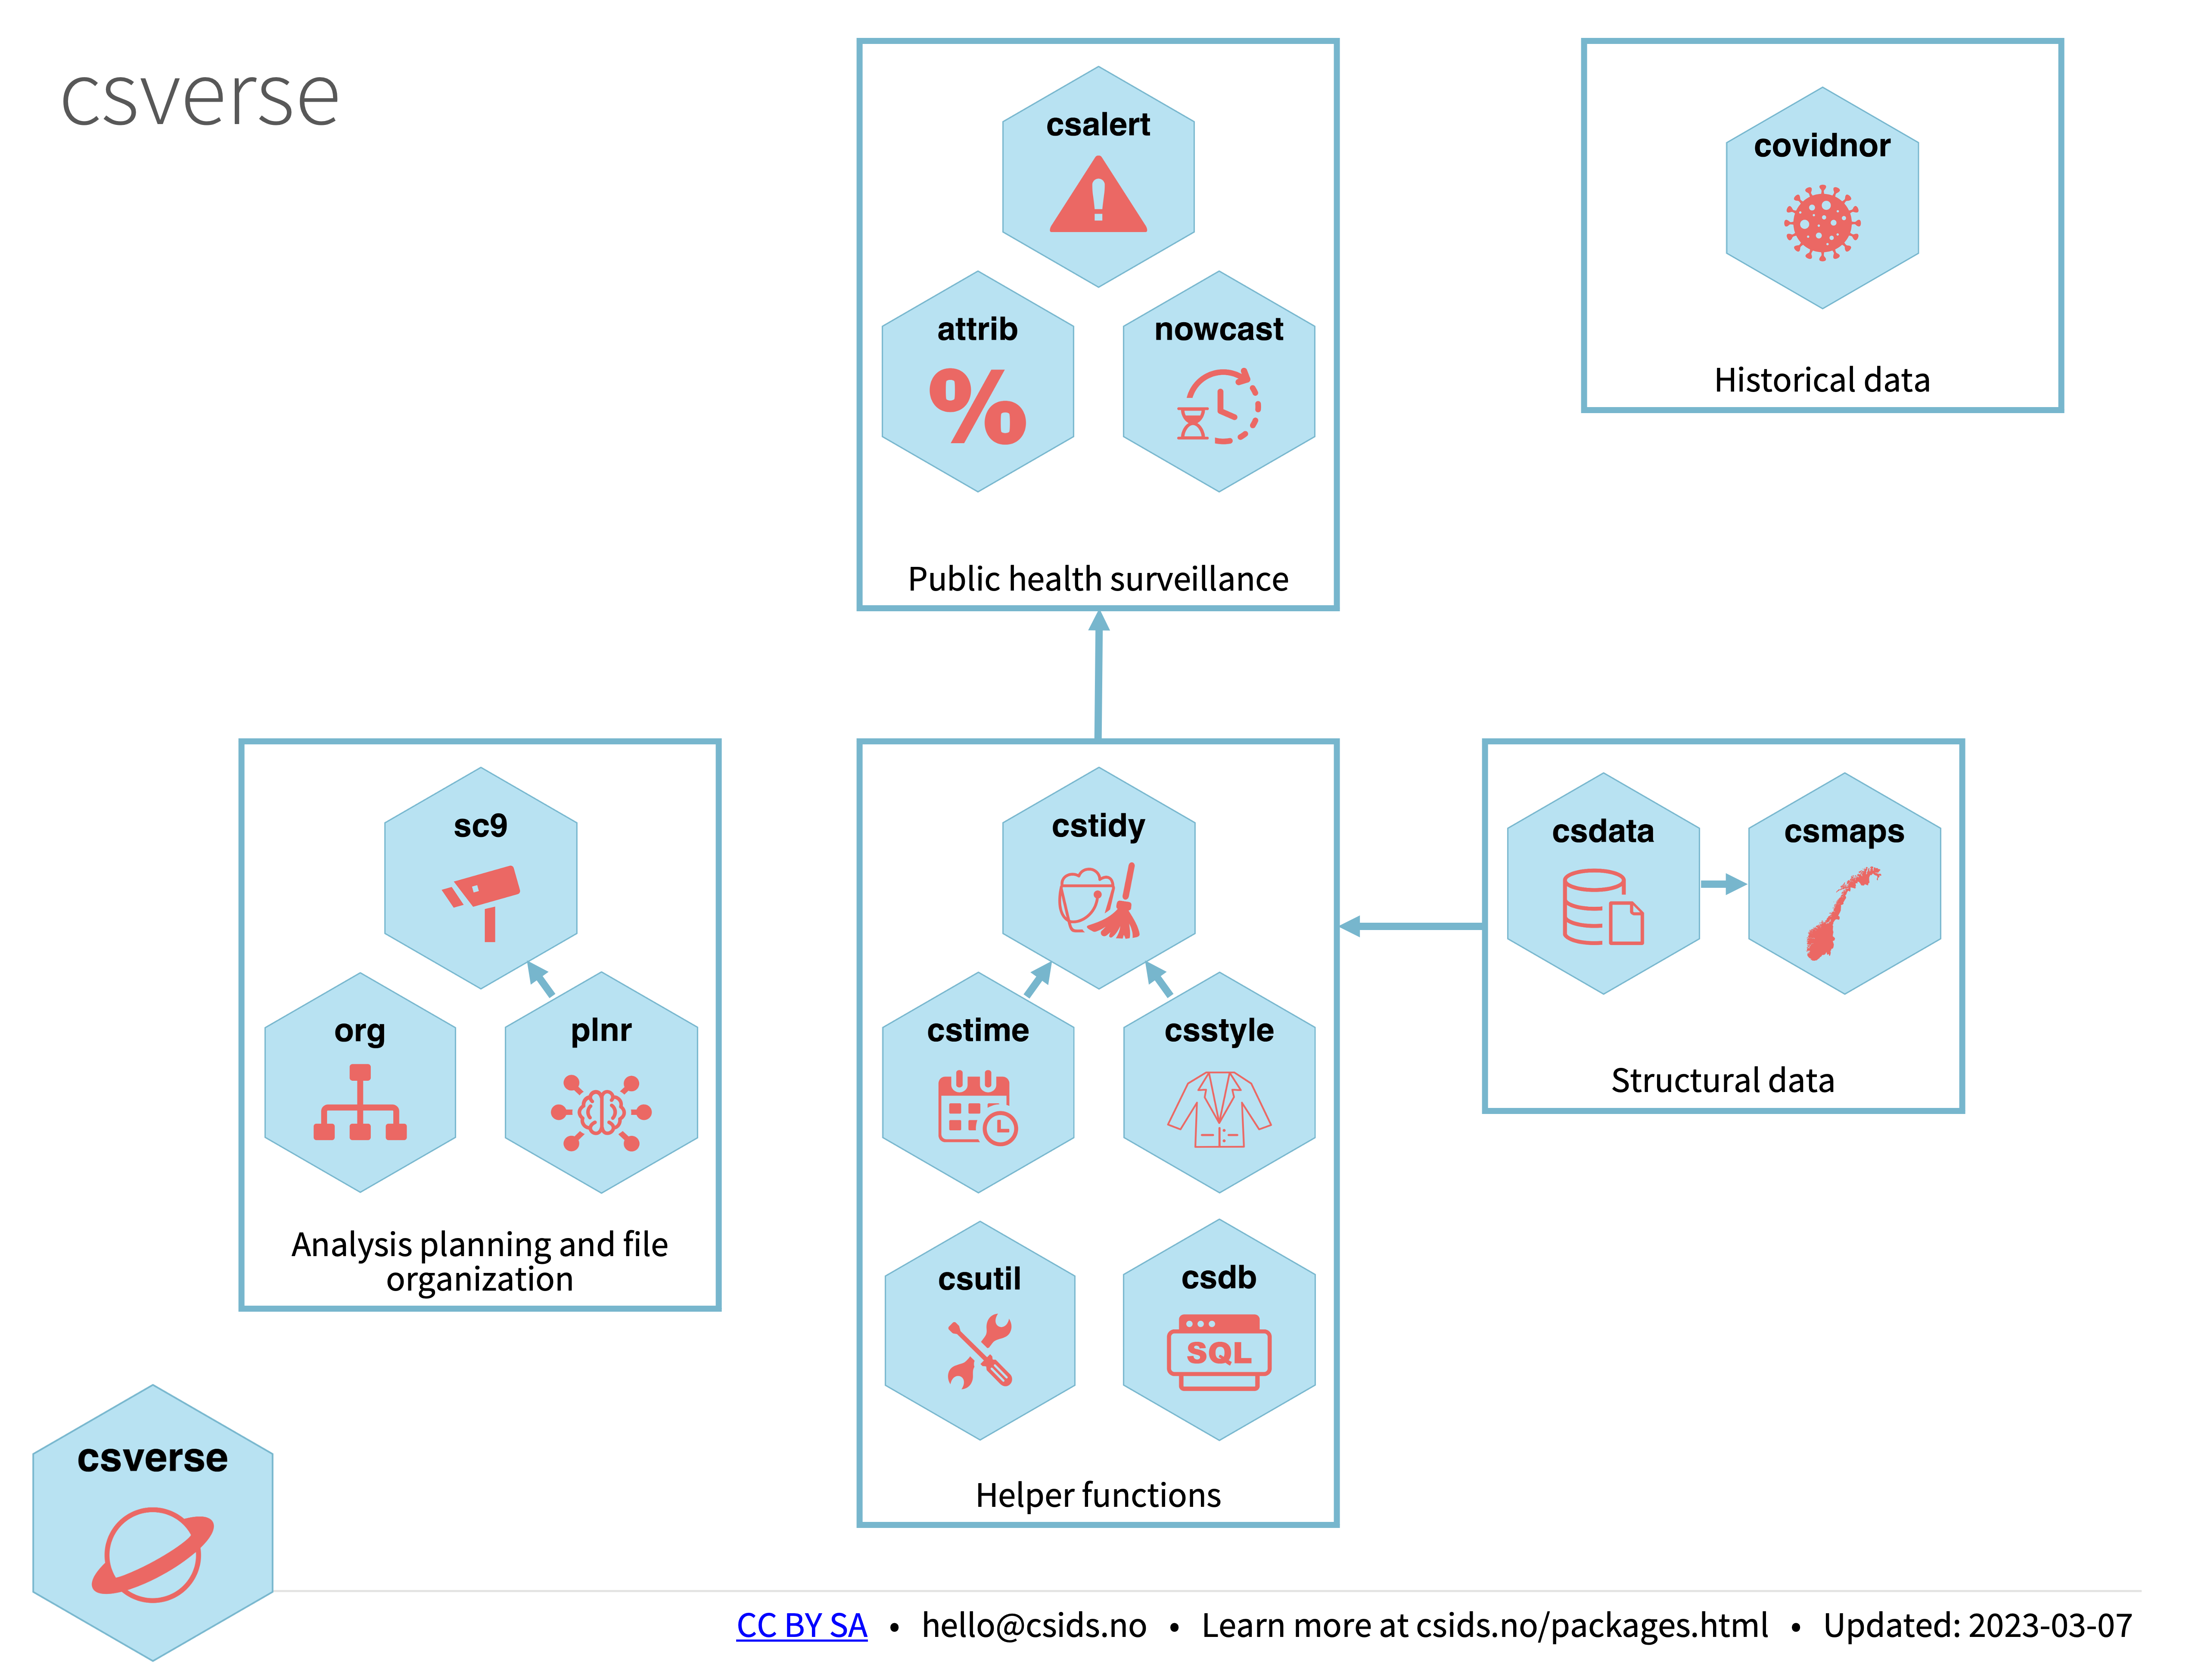 csverse
csalert
attrib
nowcast
Public health surveillance
covidnor
Historical data
sc9
org
plnr
Analysis planning and file
organization
cstidy
cstime
csstyle
csutil
csdb
SQL
Helper functions
csdata
csmaps
Structural data
csverse
CC BY SA • hello@csids.no • Learn more at csids.no/packages.html • Updated: 2023-03-07